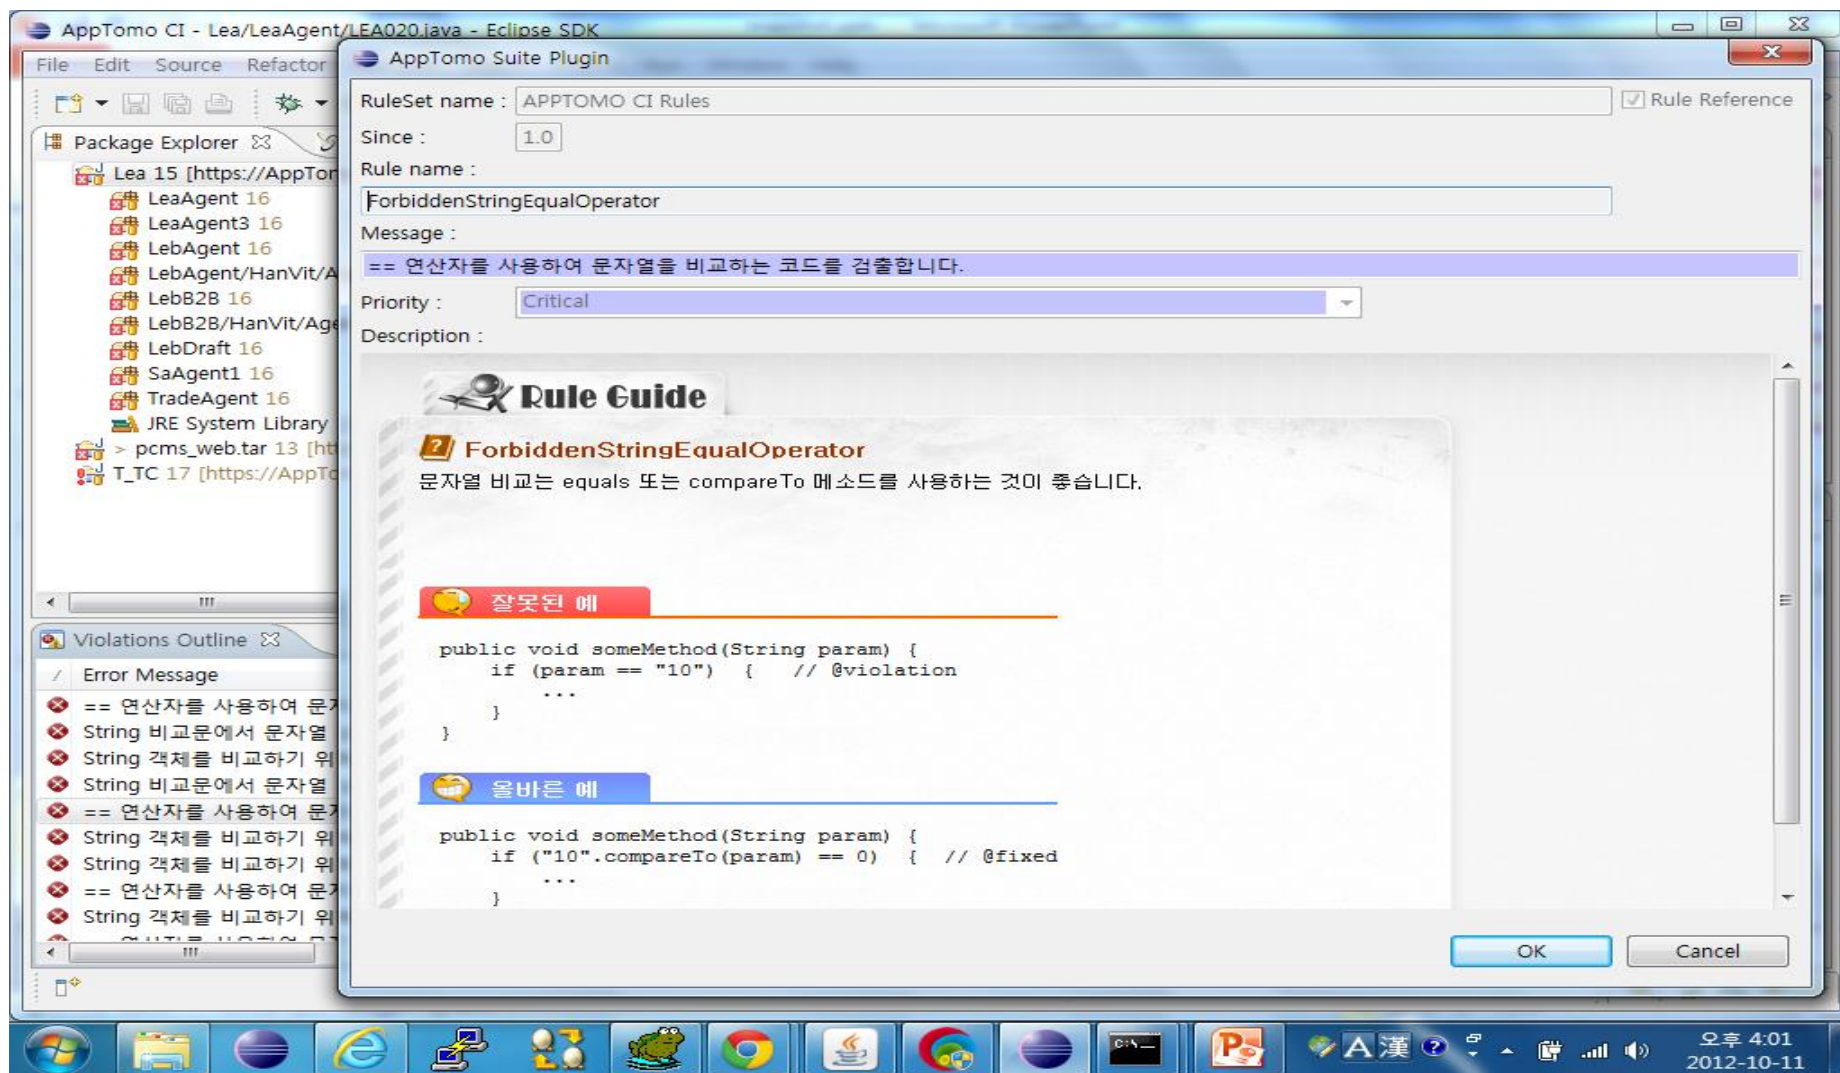 AppTomo CI - Lea/LeaAgent/LEA020.java - Eclipse SDK
File Edit Source Refactor
Package Explorer
Lea 15 [https://AppTo
LeaAgent 16
LeaAgent3 16
LebAgent 16
LebAgent/HanVit/A
LebB2B 16
LebB2B/HanVit/Age
LebDraft 16
SaAgent1 16
TradeAgent 16
JRE System Library
> pcms_web.tar 13 [ht
T_TC 17 [https://AppTo
Violations Outline
/ Error Message
== 연산자를 사용하여 문자
String 비교문에서 문자열
String 객체를 비교하기 위
String 비교문에서 문자열
== 연산자를 사용하여 문자
String 객체를 비교하기 위
String 객체를 비교하기 위
== 연산자를 사용하여 문자
String 객체를 비교하기 위
AppTomo Suite Plugin
RuleSet name : APPTOMO CI Rules Rule Reference
Since : 1.0
Rule name :
ForbiddenStringEqualOperator
Message :
== 연산자를 사용하여 문자열을 비교하는 코드를 검출합니다.
Priority : Critical
Description :
Rule Guide
ForbiddenStringEqualOperator
문자열 비교는 equals 또는 compareTo 메소드를 사용하는 것이 좋습니다.
잘못된 예
public void someMethod(String param) {
if (param == "10") { // @violation
...
}
}
올바른 예
public void someMethod(String param) {
if ("10".compareTo(param) == 0) { // @fixed
...
}
OK Cancel
C:\
A 漢
오후 4:01
2012-10-11